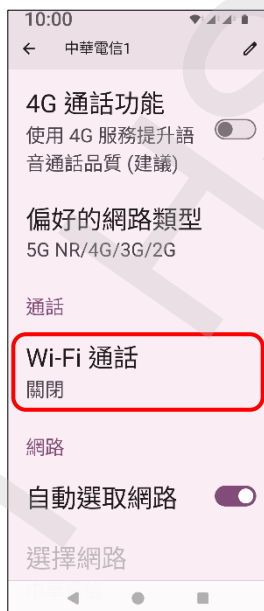 10:00
中華電信1
4G 通話功能
使用 4G 服務提升語
音通話品質 (建議)
偏好的網路類型
5G NR/4G/3G/2G
通話
Wi-Fi 通話
關閉
網路
自動選取網路
選擇網路